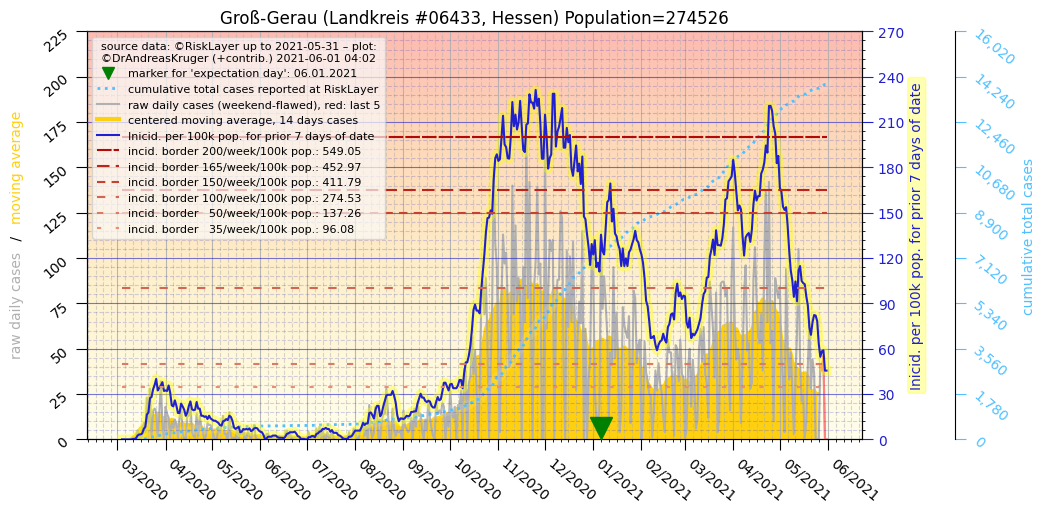 Groß-Gerau (Landkreis #06433, Hessen) Population=274526
source data: ©RiskLayer up to 2021-05-31 – plot:
©DrAndreasKruger (+contrib.) 2021-06-01 04:02
marker for 'expectation day': 06.01.2021
cumulative total cases reported at RiskLayer
raw daily cases (weekend-flawed), red: last 5
centered moving average, 14 days cases
Inicid. per 100k pop. for prior 7 days of date
incid. border 200/week/100k pop.: 549.05
incid. border 165/week/100k pop.: 452.97
incid. border 150/week/100k pop.: 411.79
incid. border 100/week/100k pop.: 274.53
incid. border   50/week/100k pop.: 137.26
incid. border   35/week/100k pop.: 96.08
raw daily cases   /   moving average
225
200
175
150
125
100
75
50
25
0
03/2020
04/2020
05/2020
06/2020
07/2020
08/2020
09/2020
10/2020
11/2020
12/2020
01/2021
02/2021
03/2021
04/2021
05/2021
06/2021
270
240
210
180
150
120
90
60
30
0
Inicid. per 100k pop. for prior 7 days of date
16,020
14,240
12,460
10,680
8,900
7,120
5,340
3,560
1,780
0
cumulative total cases